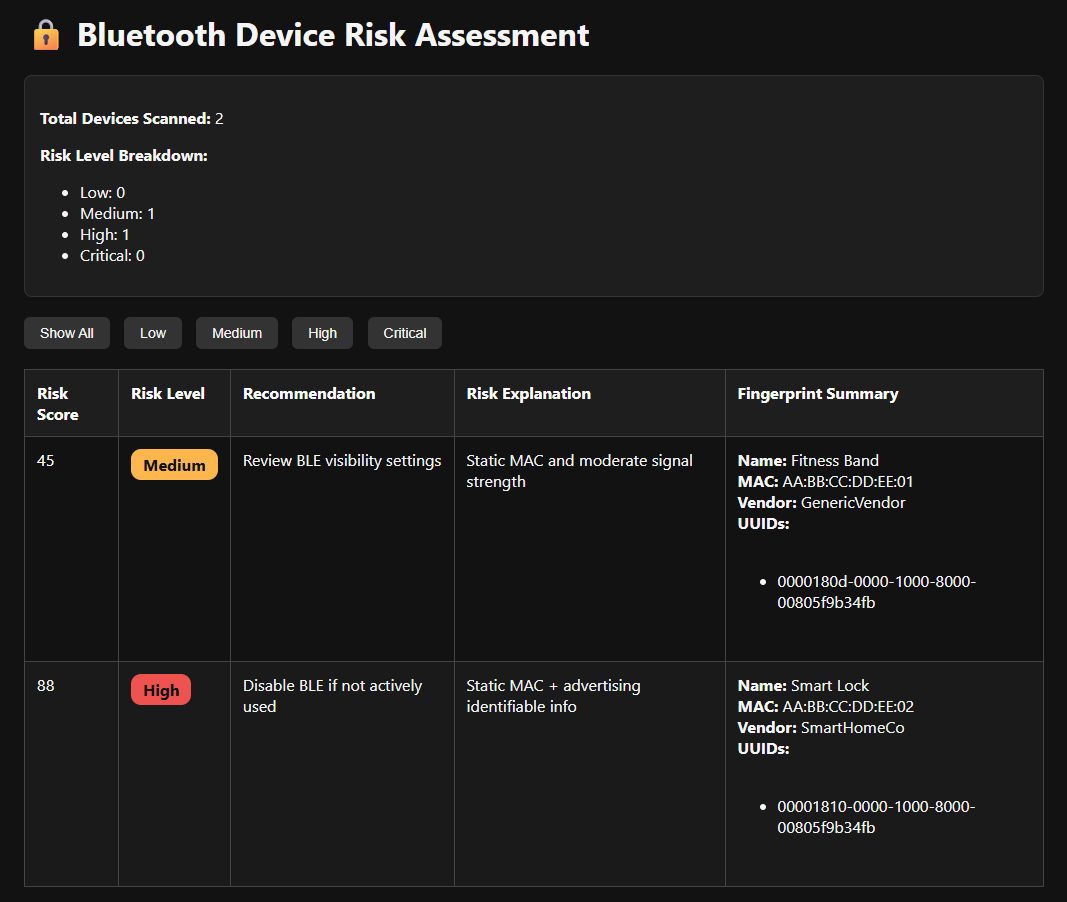 Bluetooth Device Risk Assessment
Total Devices Scanned: 2
Risk Level Breakdown:
Low: 0
Medium: 1
High: 1
Critical: 0
Show All
Low
Medium
High
Critical
Risk
Score
Risk Level
Recommendation
Risk Explanation
Fingerprint Summary
45
Medium
Review BLE visibility settings
Static MAC and moderate signal
strength
Name: Fitness Band
MAC: AA:BB:CC:DD:EE:01
Vendor: GenericVendor
UUIDs:
0000180d-0000-1000-8000-
00805f9b34fb
88
High
Disable BLE if not actively
used
Static MAC + advertising
identifiable info
Name: Smart Lock
MAC: AA:BB:CC:DD:EE:02
Vendor: SmartHomeCo
UUIDs:
00001810-0000-1000-8000-
00805f9b34fb